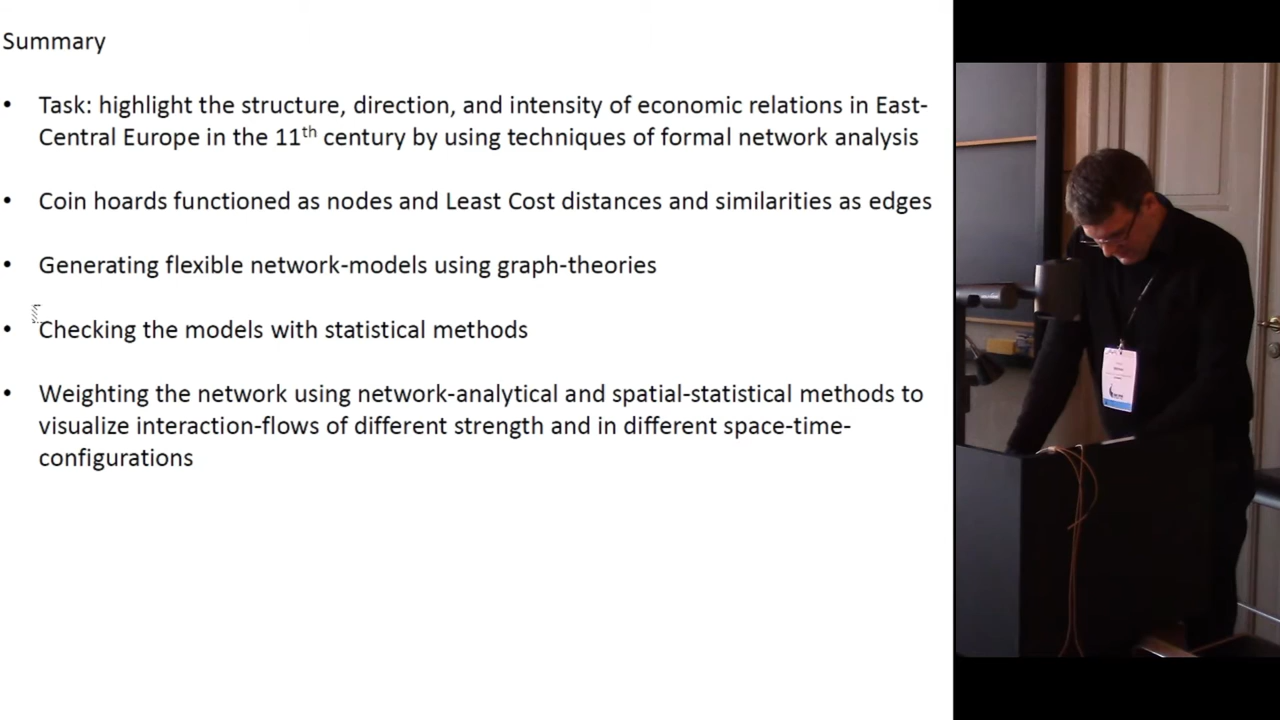 Summary
• Task: highlight the structure, direction, and intensity of economic relations in East-
Central Europe in the 11th century by using techniques of formal network analysis
• Coin hoards functioned as nodes and Least Cost distances and similarities as edges
• Generating flexible network-models using graph-theories
• Checking the models with statistical methods
• Weighting the network using network-analytical and spatial-statistical methods to
visualize interaction-flows of different strength and in different space-time-
configurations